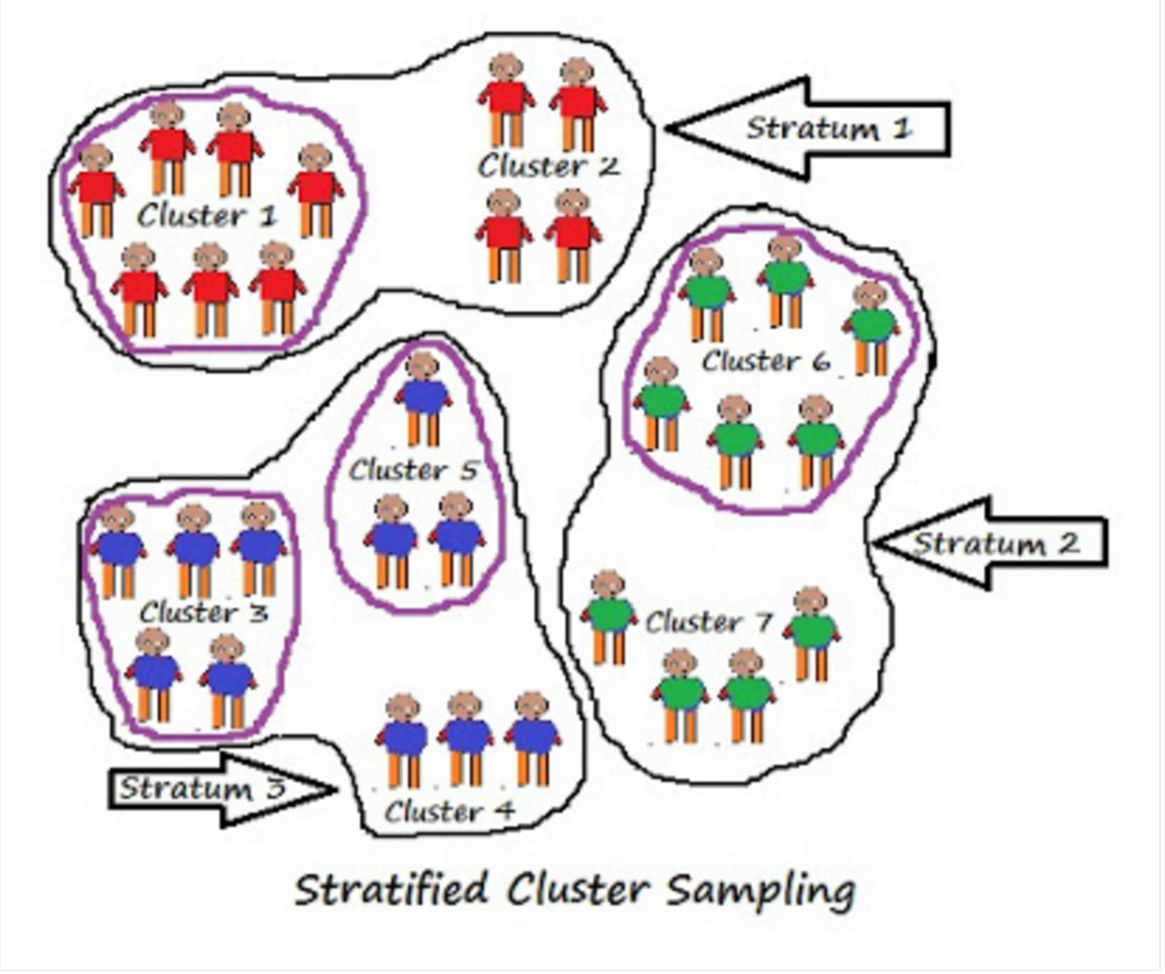 Stratum 1
Cluster 2
Cluster 1
Cluster 6
Cluster 5
Stratum 2
Cluster 3
Cluster 7
Stratum 3
Cluster 4
Stratified Cluster Sampling